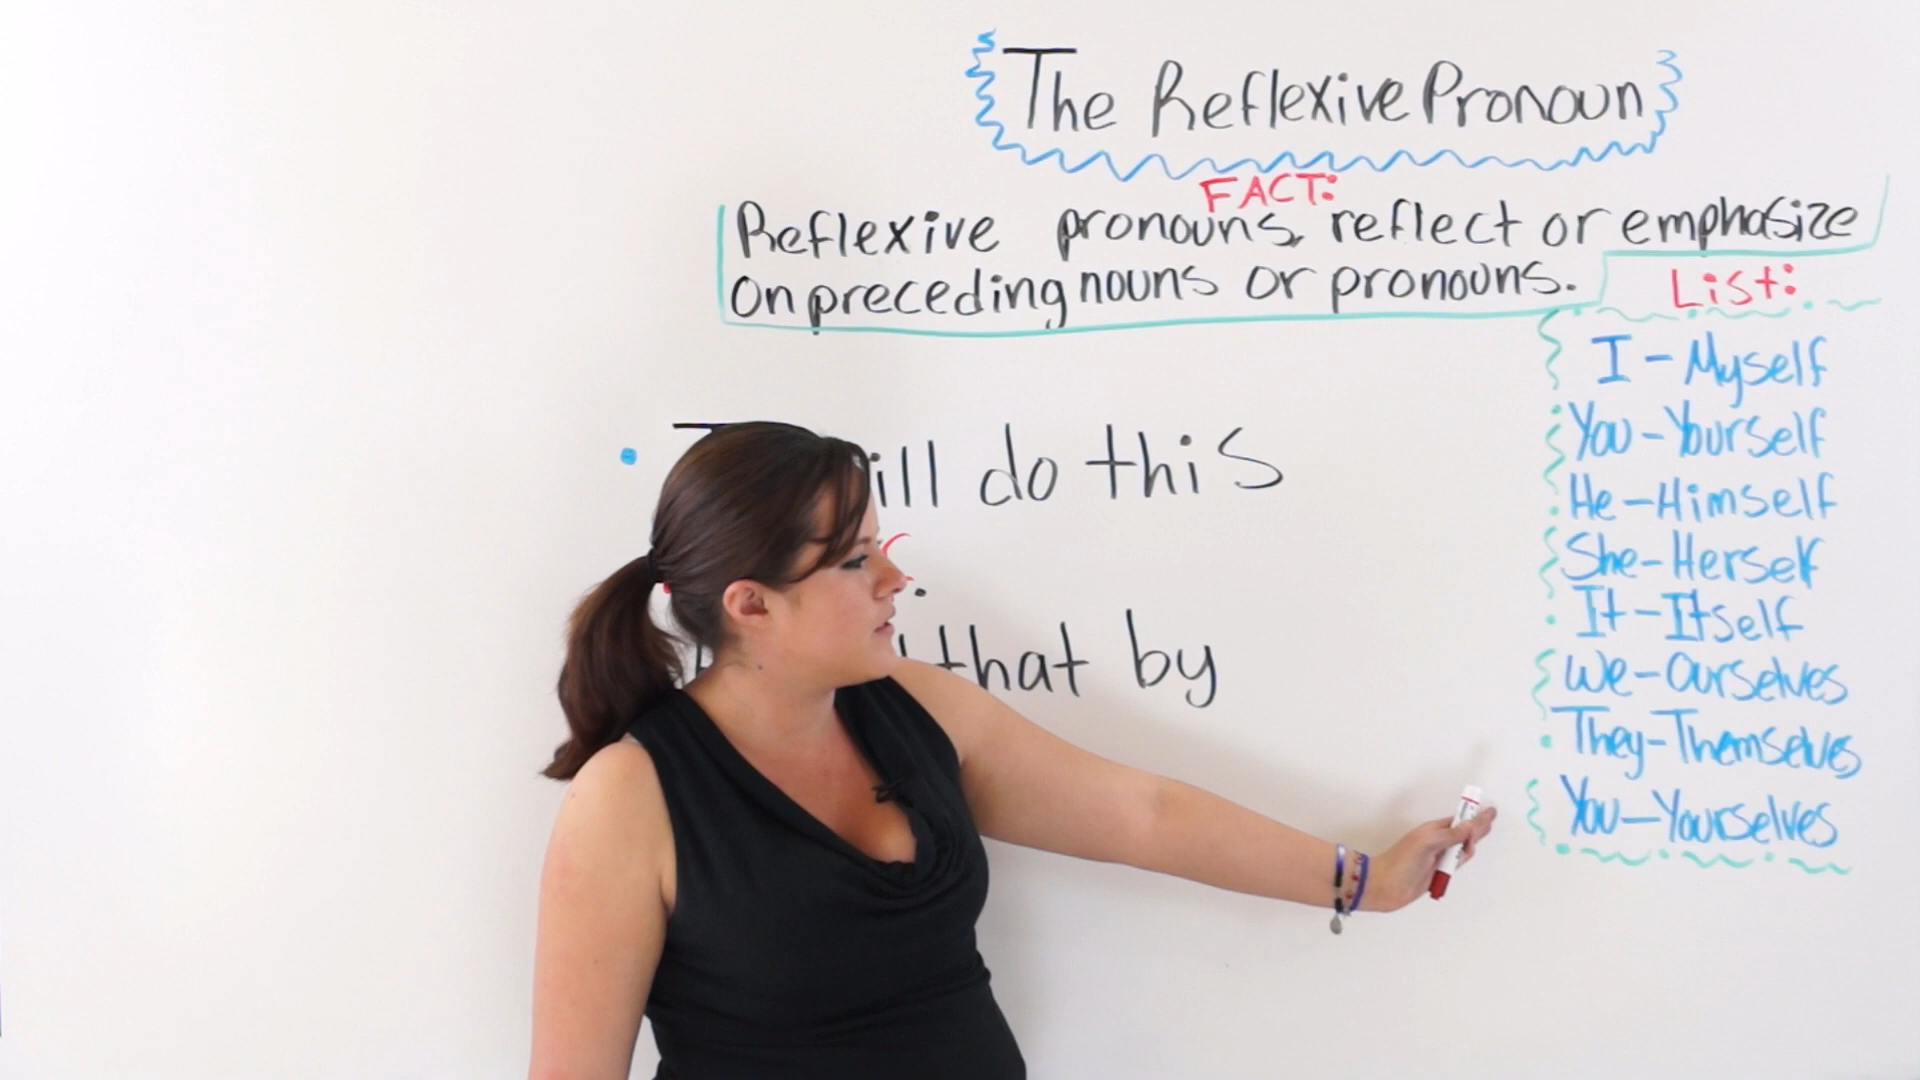 The Reflexive Pronoun
FACT:
Reflexive pronouns reflect or emphasize
on preceding nouns or pronouns.
List:
I - Myself
You - Yourself
He - Himself
She - Herself
It - Itself
We - Ourselves
They - Themselves
You - Yourselves
do this
that by